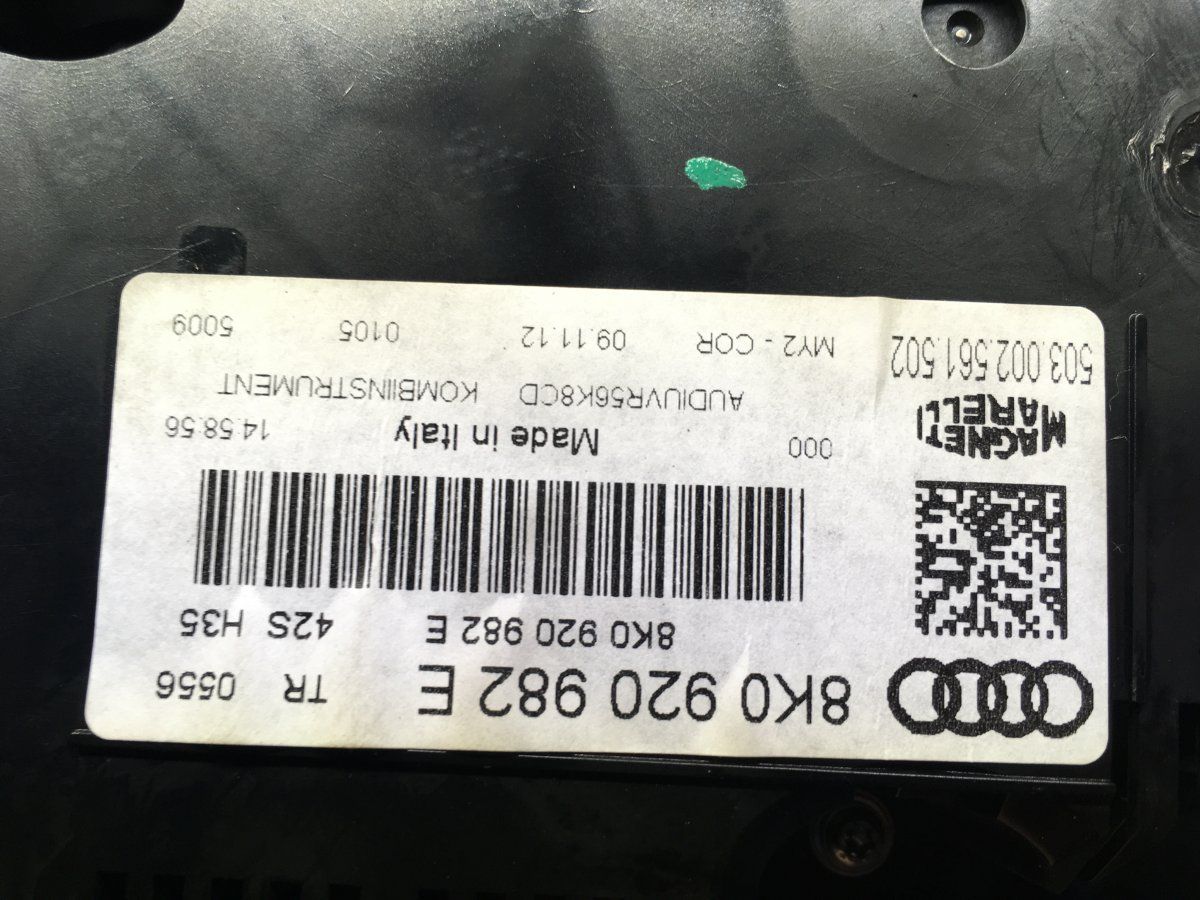 8K0 920 982 E TR 0556
8K0 920 982 E 42S H35
000 Made in Italy 14.58.56
MAGNETI
MARELLI
AUDIUVR56K8CD KOMBIINSTRUMENT
503.002.561.502 MY2 - COR 09.11.12 0105 5009